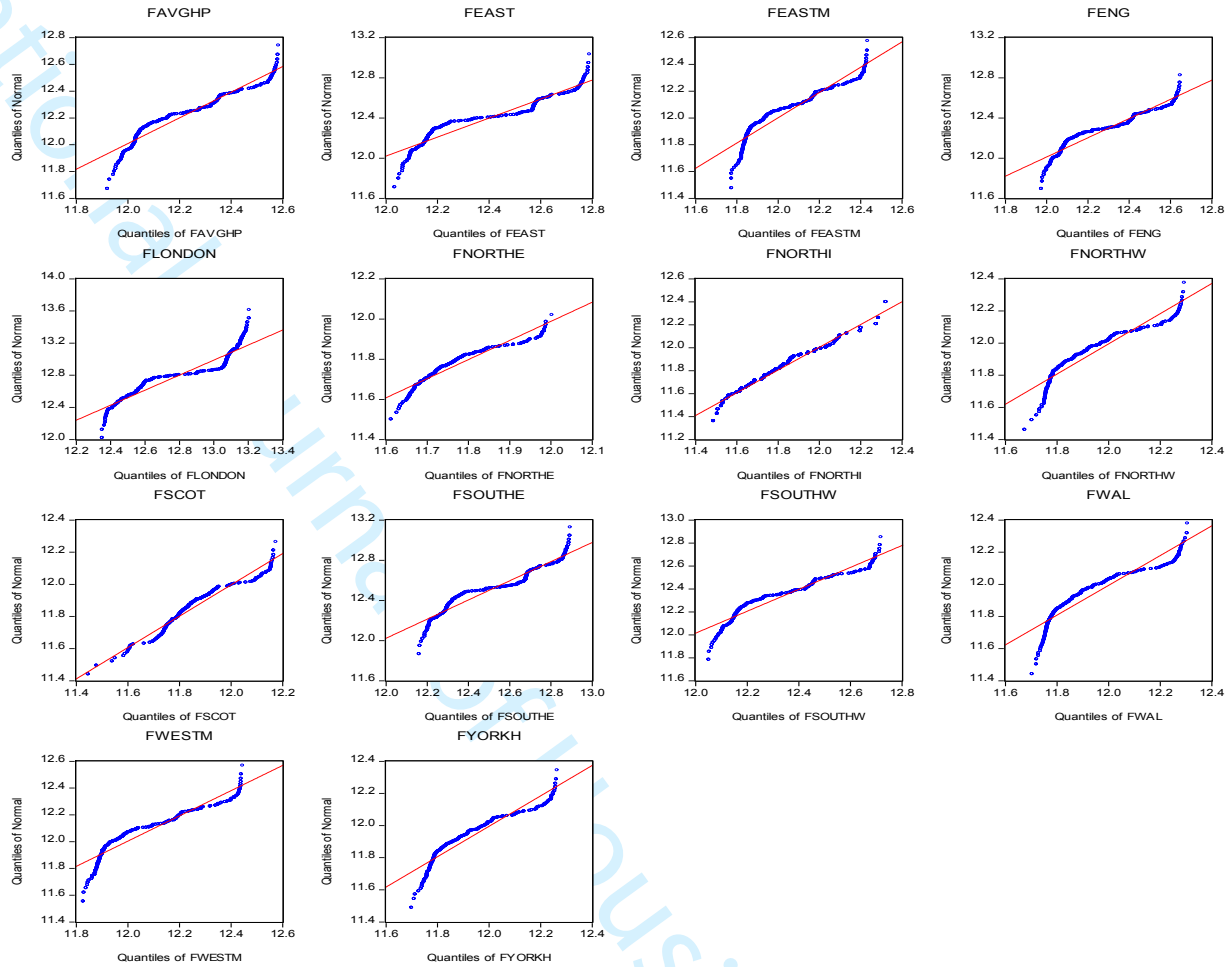 FAVGHP FEAST FEASTM FENG
12.8 13.2 12.6 13.2
12.6 12.8 12.4 12.8
12.4 12.4 12.2 12.4
12.2 12.0 12.0 12.0
12.0 11.6 11.8 11.6
11.8 11.6
11.6 11.4
Quantiles of Normal Quantiles of Normal Quantiles of Normal Quantiles of Normal
11.8 12.0 12.2 12.4 12.6 12.0 12.2 12.4 12.6 12.8 11.6 11.8 12.0 12.2 12.4 12.6 11.8 12.0 12.2 12.4 12.6 12.8
Quantiles of FAVGHP Quantiles of FEAST Quantiles of FEASTM Quantiles of FENG
FLONDON FNORTHE FNORTHI FNORTHW
14.0 12.2 12.6 12.4
13.6 12.0 12.4 12.2
13.2 11.8 12.2 12.0
12.8 11.6 12.0 11.8
12.4 11.4 11.8 11.6
12.0 11.6 11.4
11.4
11.2
Quantiles of Normal Quantiles of Normal Quantiles of Normal Quantiles of Normal
12.2 12.4 12.6 12.8 13.0 13.2 13.4 11.6 11.7 11.8 11.9 12.0 12.1 11.4 11.6 11.8 12.0 12.2 12.4 11.6 11.8 12.0 12.2 12.4
Quantiles of FLONDON Quantiles of FNORTHE Quantiles of FNORTHI Quantiles of FNORTHW
FSCOT FSOUTHE FSOUTHW FWAL
12.4 13.2 13.0 12.4
12.2 12.8 12.8 12.2
12.0 12.4 12.6 12.0
11.8 12.0 12.4 11.8
11.6 11.6 12.2 11.6
11.4 12.0 11.4
11.8
11.6
Quantiles of Normal Quantiles of Normal Quantiles of Normal Quantiles of Normal
11.4 11.6 11.8 12.0 12.2 12.0 12.2 12.4 12.6 12.8 13.0 12.0 12.2 12.4 12.6 12.8 11.6 11.8 12.0 12.2 12.4
Quantiles of FSCOT Quantiles of FSOUTHE Quantiles of FSOUTHW Quantiles of FWAL
FWESTM FYORKH
12.6 12.4
12.4 12.2
12.2 12.0
12.0 11.8
11.8 11.6
11.6 11.4
11.4
Quantiles of Normal Quantiles of Normal
11.8 12.0 12.2 12.4 12.6 11.6 11.8 12.0 12.2 12.4
Quantiles of FWESTM Quantiles of FYORKH